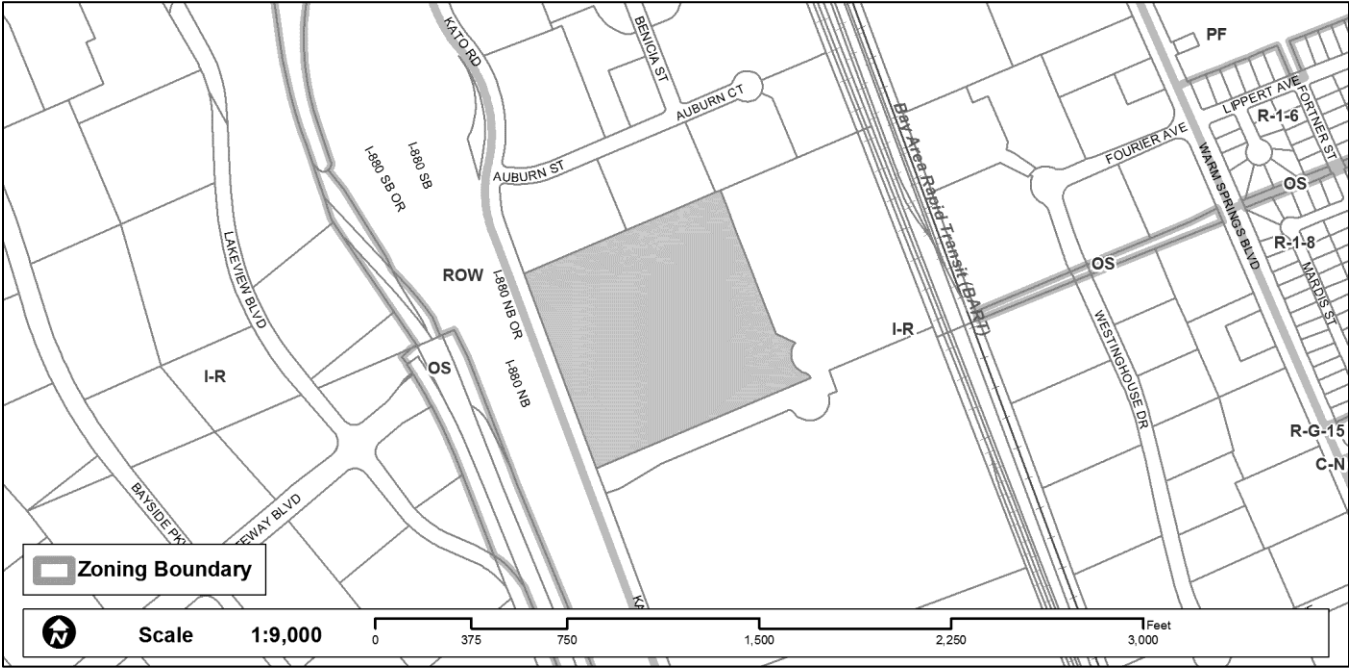 KATO RD
BENICIA ST
PF
AUBURN CT
LIPPERT AVE
FORTNER ST
R-1-6
I-880 SB
I-880 SB OR
AUBURN ST
Bay Area Rapid Transit (BART)
FOURIER AVE
WARM SPRINGS BLVD
OS
R-1-8
LAKEVIEW BLVD
ROW
I-880 NB OR
OS
MARDIS ST
I-R
WESTINGHOUSE DR
I-R
OS
I-880 NB
R-G-15
C-N
BAYSIDE PK
EWAY BLVD
Zoning Boundary
KA
N
Scale 1:9,000
Feet
0 375 750 1,500 2,250 3,000